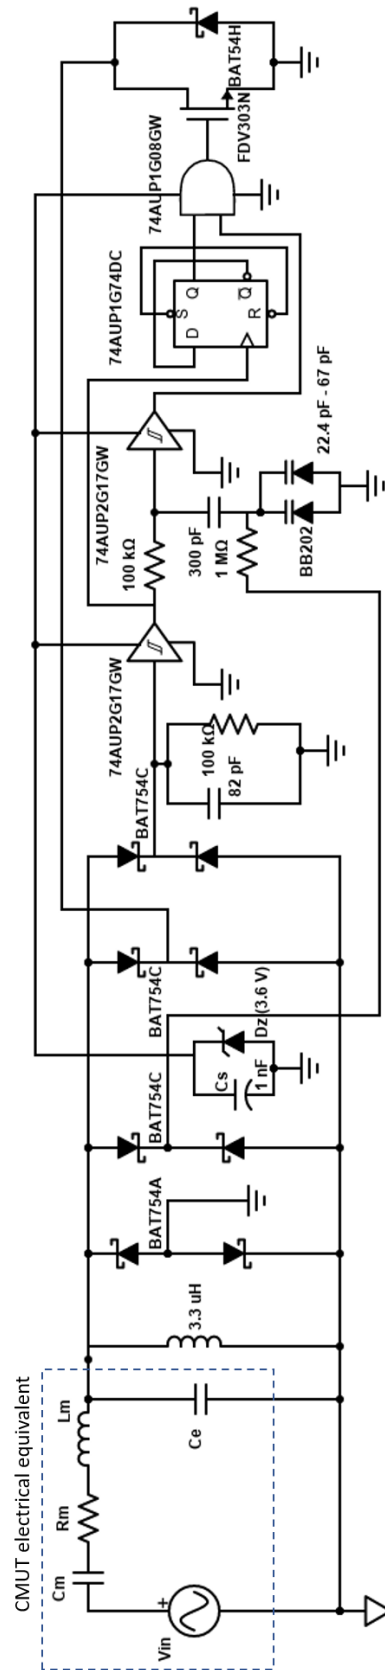 CMUT electrical equivalent
Cm
Rm
Lm
+
Vin
Ce
3.3 uH
BAT754A
BAT754C
Cs
1 nF
Dz (3.6 V)
BAT754C
BAT754C
100 kΩ
82 pF
74AUP2G17GW
100 kΩ
74AUP2G17GW
300 pF
1 MΩ
BB202
22.4 pF - 67 pF
74AUP1G74DC
S
D
Q
Q̅
R
74AUP1G08GW
FDV303N
BAT54H